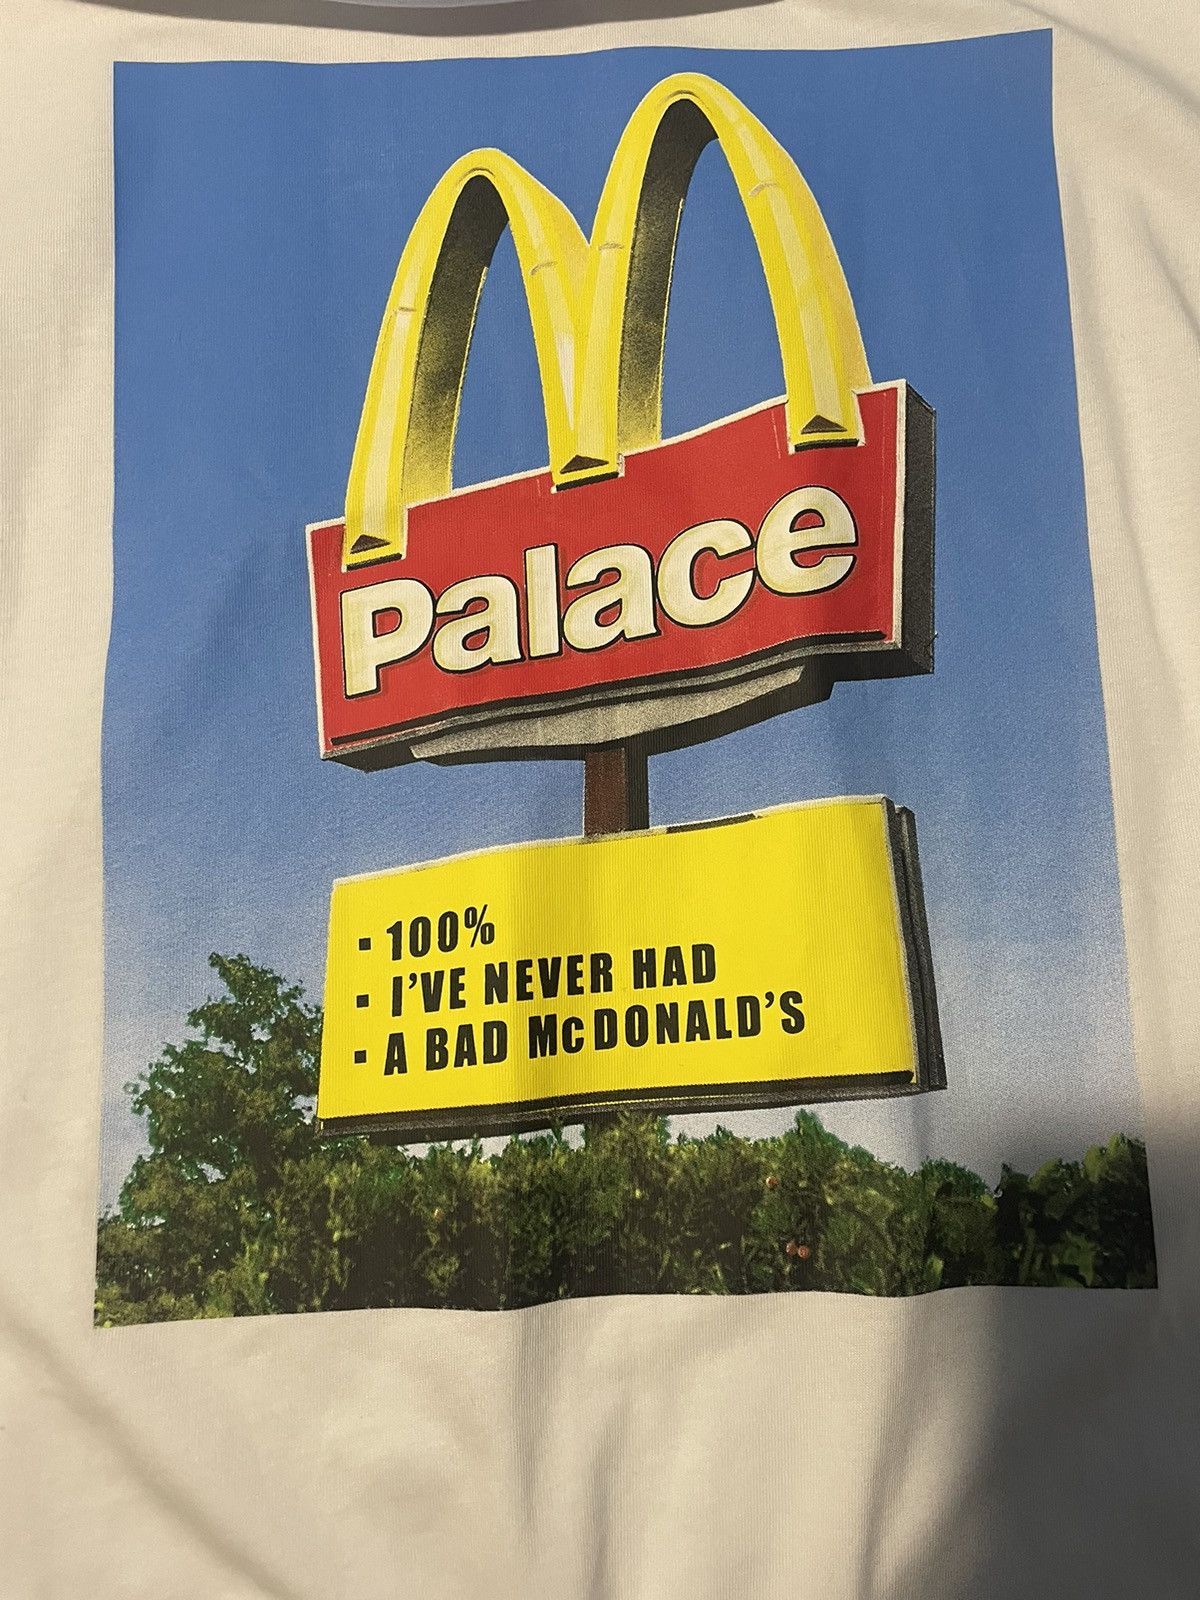 Palace
▪ 100%
▪ I'VE NEVER HAD
▪ A BAD McDONALD'S